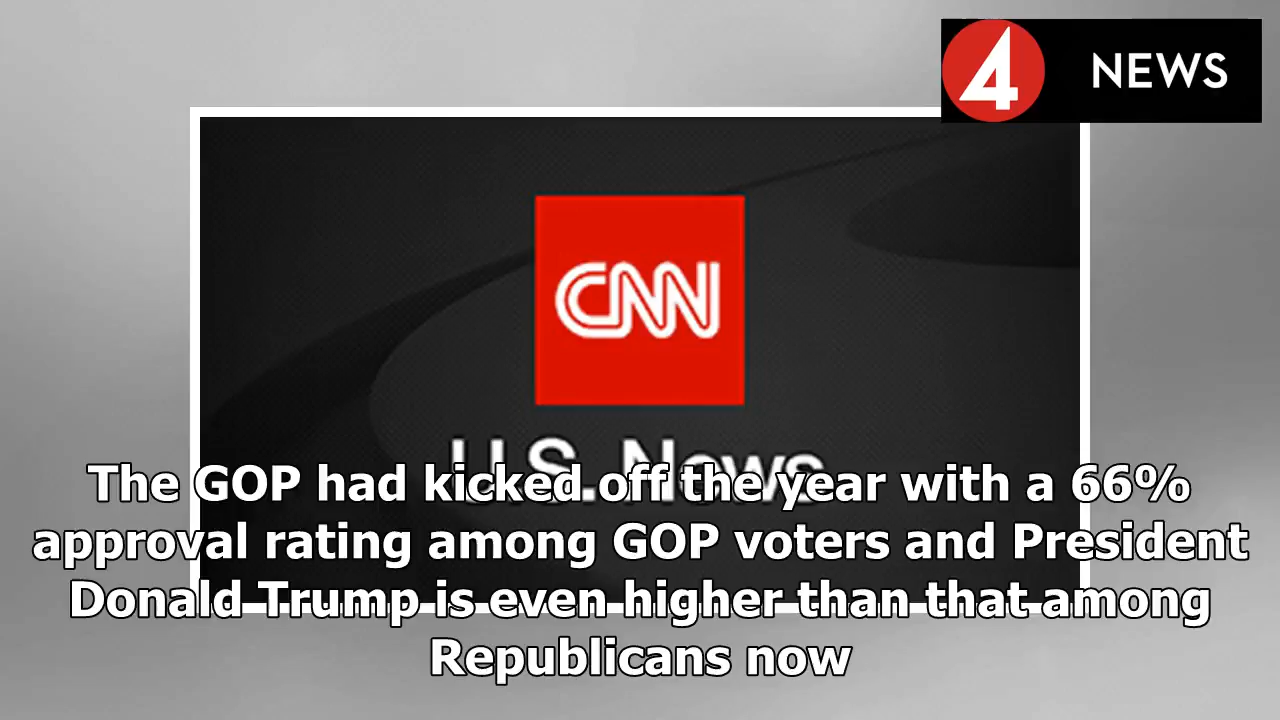 4 NEWS
CNN
U.S. News
The GOP had kicked off the year with a 66%
approval rating among GOP voters and President
Donald Trump is even higher than that among
Republicans now